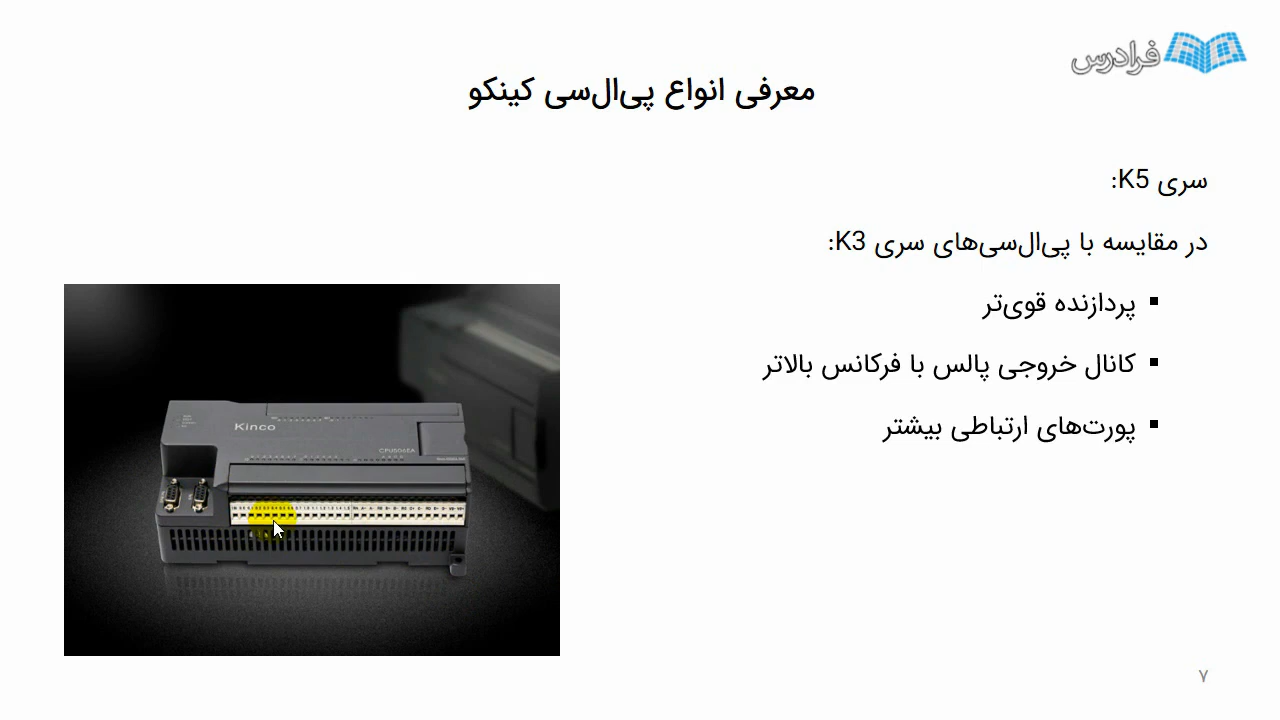 فرادرس
معرفی انواع پی‌ال‌سی کینکو
سری K5:
در مقایسه با پی‌ال‌سی‌های سری K3:
▪ پردازنده قوی‌تر
▪ کانال خروجی پالس با فرکانس بالاتر
▪ پورت‌های ارتباطی بیشتر
Kinco
CPU506EA
۷